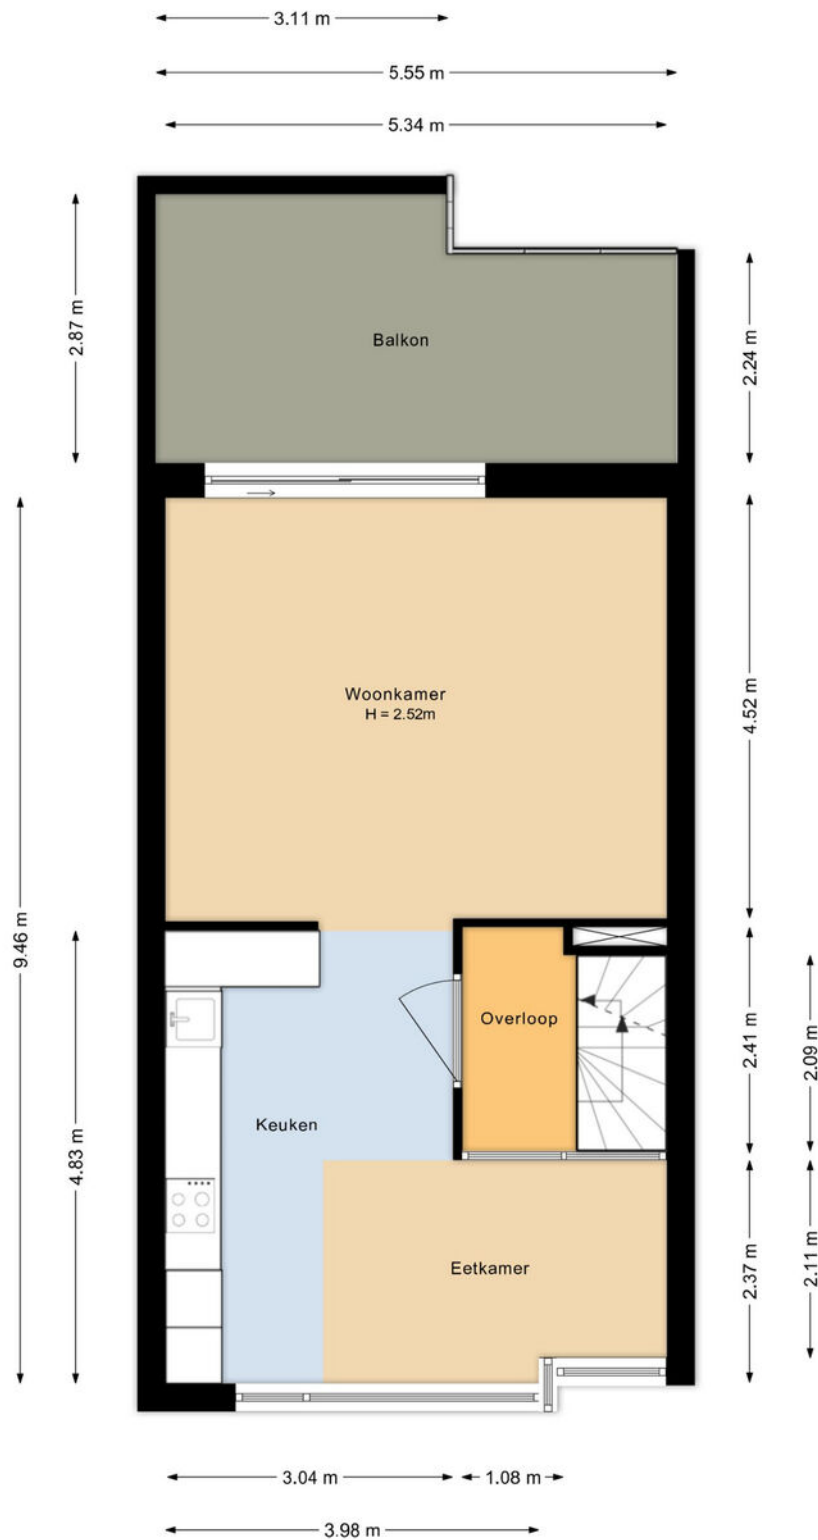 3.11 m
5.55 m
5.34 m
2.87 m
Balkon
2.24 m
Woonkamer
H = 2.52m
4.52 m
9.46 m
Overloop
2.41 m
2.09 m
Keuken
4.83 m
Eetkamer
2.37 m
2.11 m
3.04 m
1.08 m
3.98 m